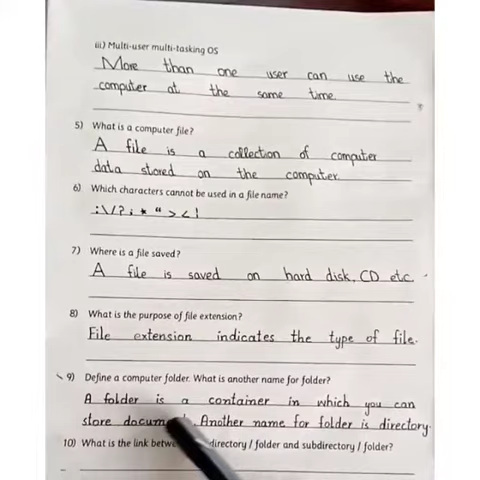 iii) Multi-user multi-tasking OS
More than one user can use the
computer at the same time.
5) What is a computer file?
A file is a collection of computer
data stored on the computer.
6) Which characters cannot be used in a file name?
: \ / ? ; * " > < |
7) Where is a file saved?
A file is saved on hard disk, CD etc.
8) What is the purpose of file extension?
File extension indicates the type of file.
9) Define a computer folder. What is another name for folder?
A folder is a container in which you can
store . Another name for folder is directory.
10) What is the link directory / folder and subdirectory / folder?